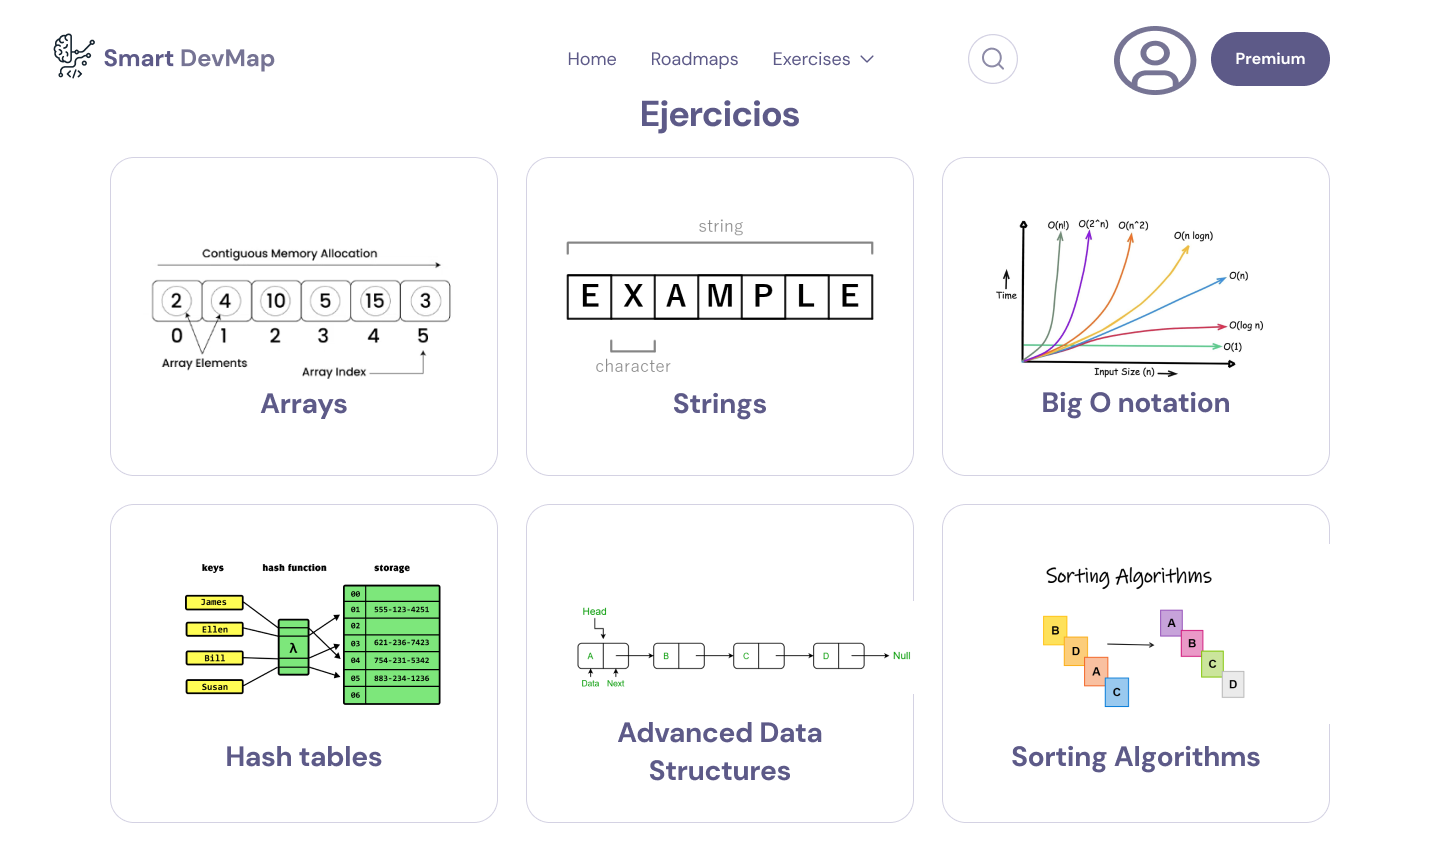 Smart DevMap
Home
Roadmaps
Exercises
Premium
Ejercicios
Contiguous Memory Allocation
2 4 10 5 15 3
0 1 2 3 4 5
Array Elements
Array Index
Arrays
string
E X A M P L E
character
Strings
O(n!) O(2^n) O(n^2)
O(n logn)
O(n)
O(log n)
O(1)
Time
Input Size (n)
Big O notation
keys hash function storage
James
Ellen
Bill
Susan
λ
00
01 555-123-4251
02
03 621-236-7423
04 754-231-5342
05 883-234-1236
06
Hash tables
Head
A B C D Null
Data Next
Advanced Data
Structures
Sorting Algorithms
B
D
A
C
A
B
C
D
Sorting Algorithms